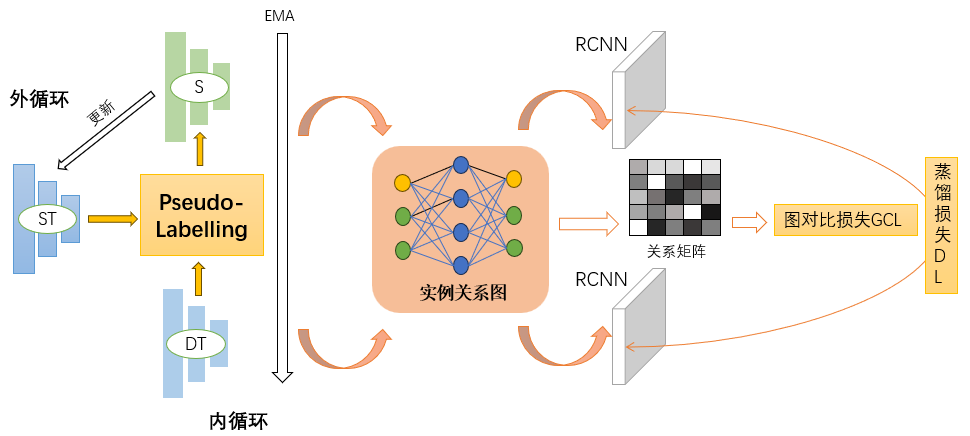 EMA
S
外循环
更新
ST
Pseudo-
Labelling
DT
内循环
实例关系图
RCNN
关系矩阵
RCNN
图对比损失GCL
蒸
馏
损
失
D
L